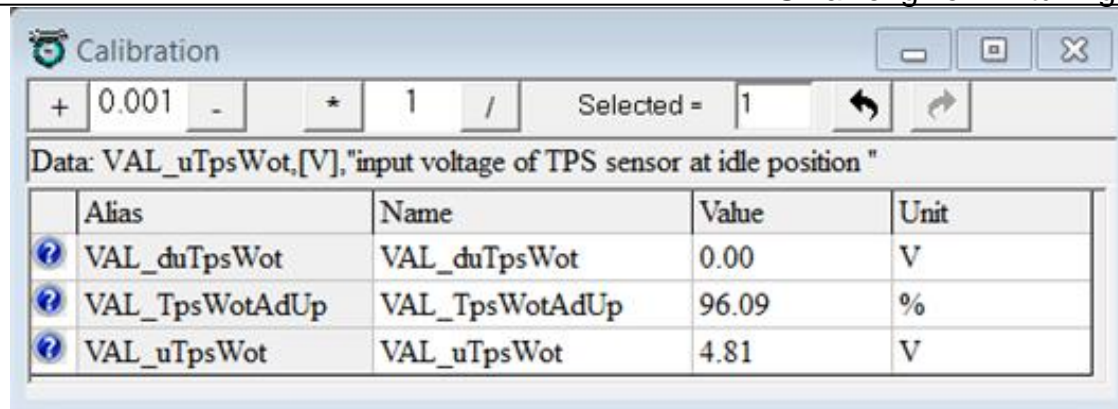 Calibration
+ 0.001 - * 1 / Selected = 1
Data: VAL_uTpsWot,[V],"input voltage of TPS sensor at idle position "
Alias Name Value Unit
VAL_duTpsWot VAL_duTpsWot 0.00 V
VAL_TpsWotAdUp VAL_TpsWotAdUp 96.09 %
VAL_uTpsWot VAL_uTpsWot 4.81 V